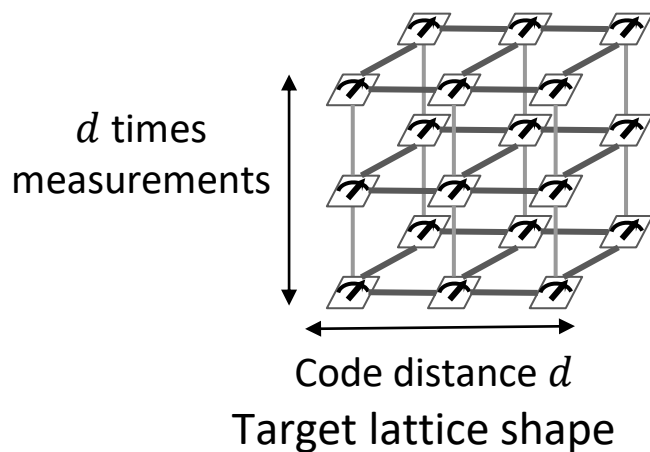 d times
measurements
Code distance d
Target lattice shape